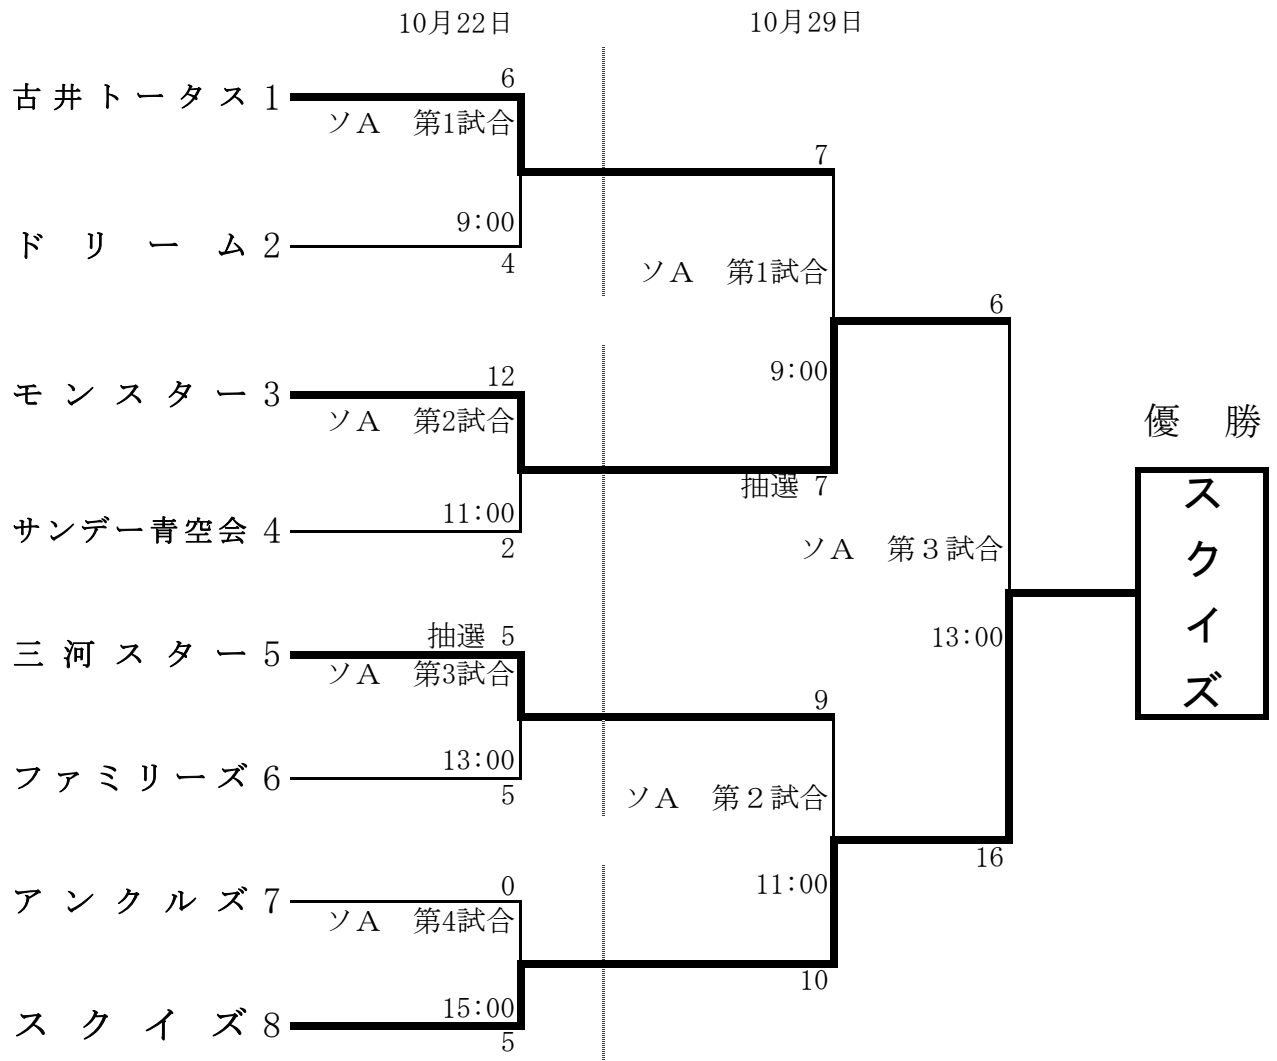 10月22日
10月29日
6
古井トータス 1
ソA 第1試合
7
9:00
ドリーム 2
4
ソA 第1試合
6
12
9:00
モンスター 3
ソA 第2試合
優 勝
抽選 7
スクイズ
11:00
サンデー青空会 4
2
ソA 第３試合
抽選 5
13:00
三河スター 5
ソA 第3試合
9
13:00
ファミリーズ 6
5
ソA 第２試合
16
0
11:00
アンクルズ 7
ソA 第4試合
10
15:00
スクイズ 8
5